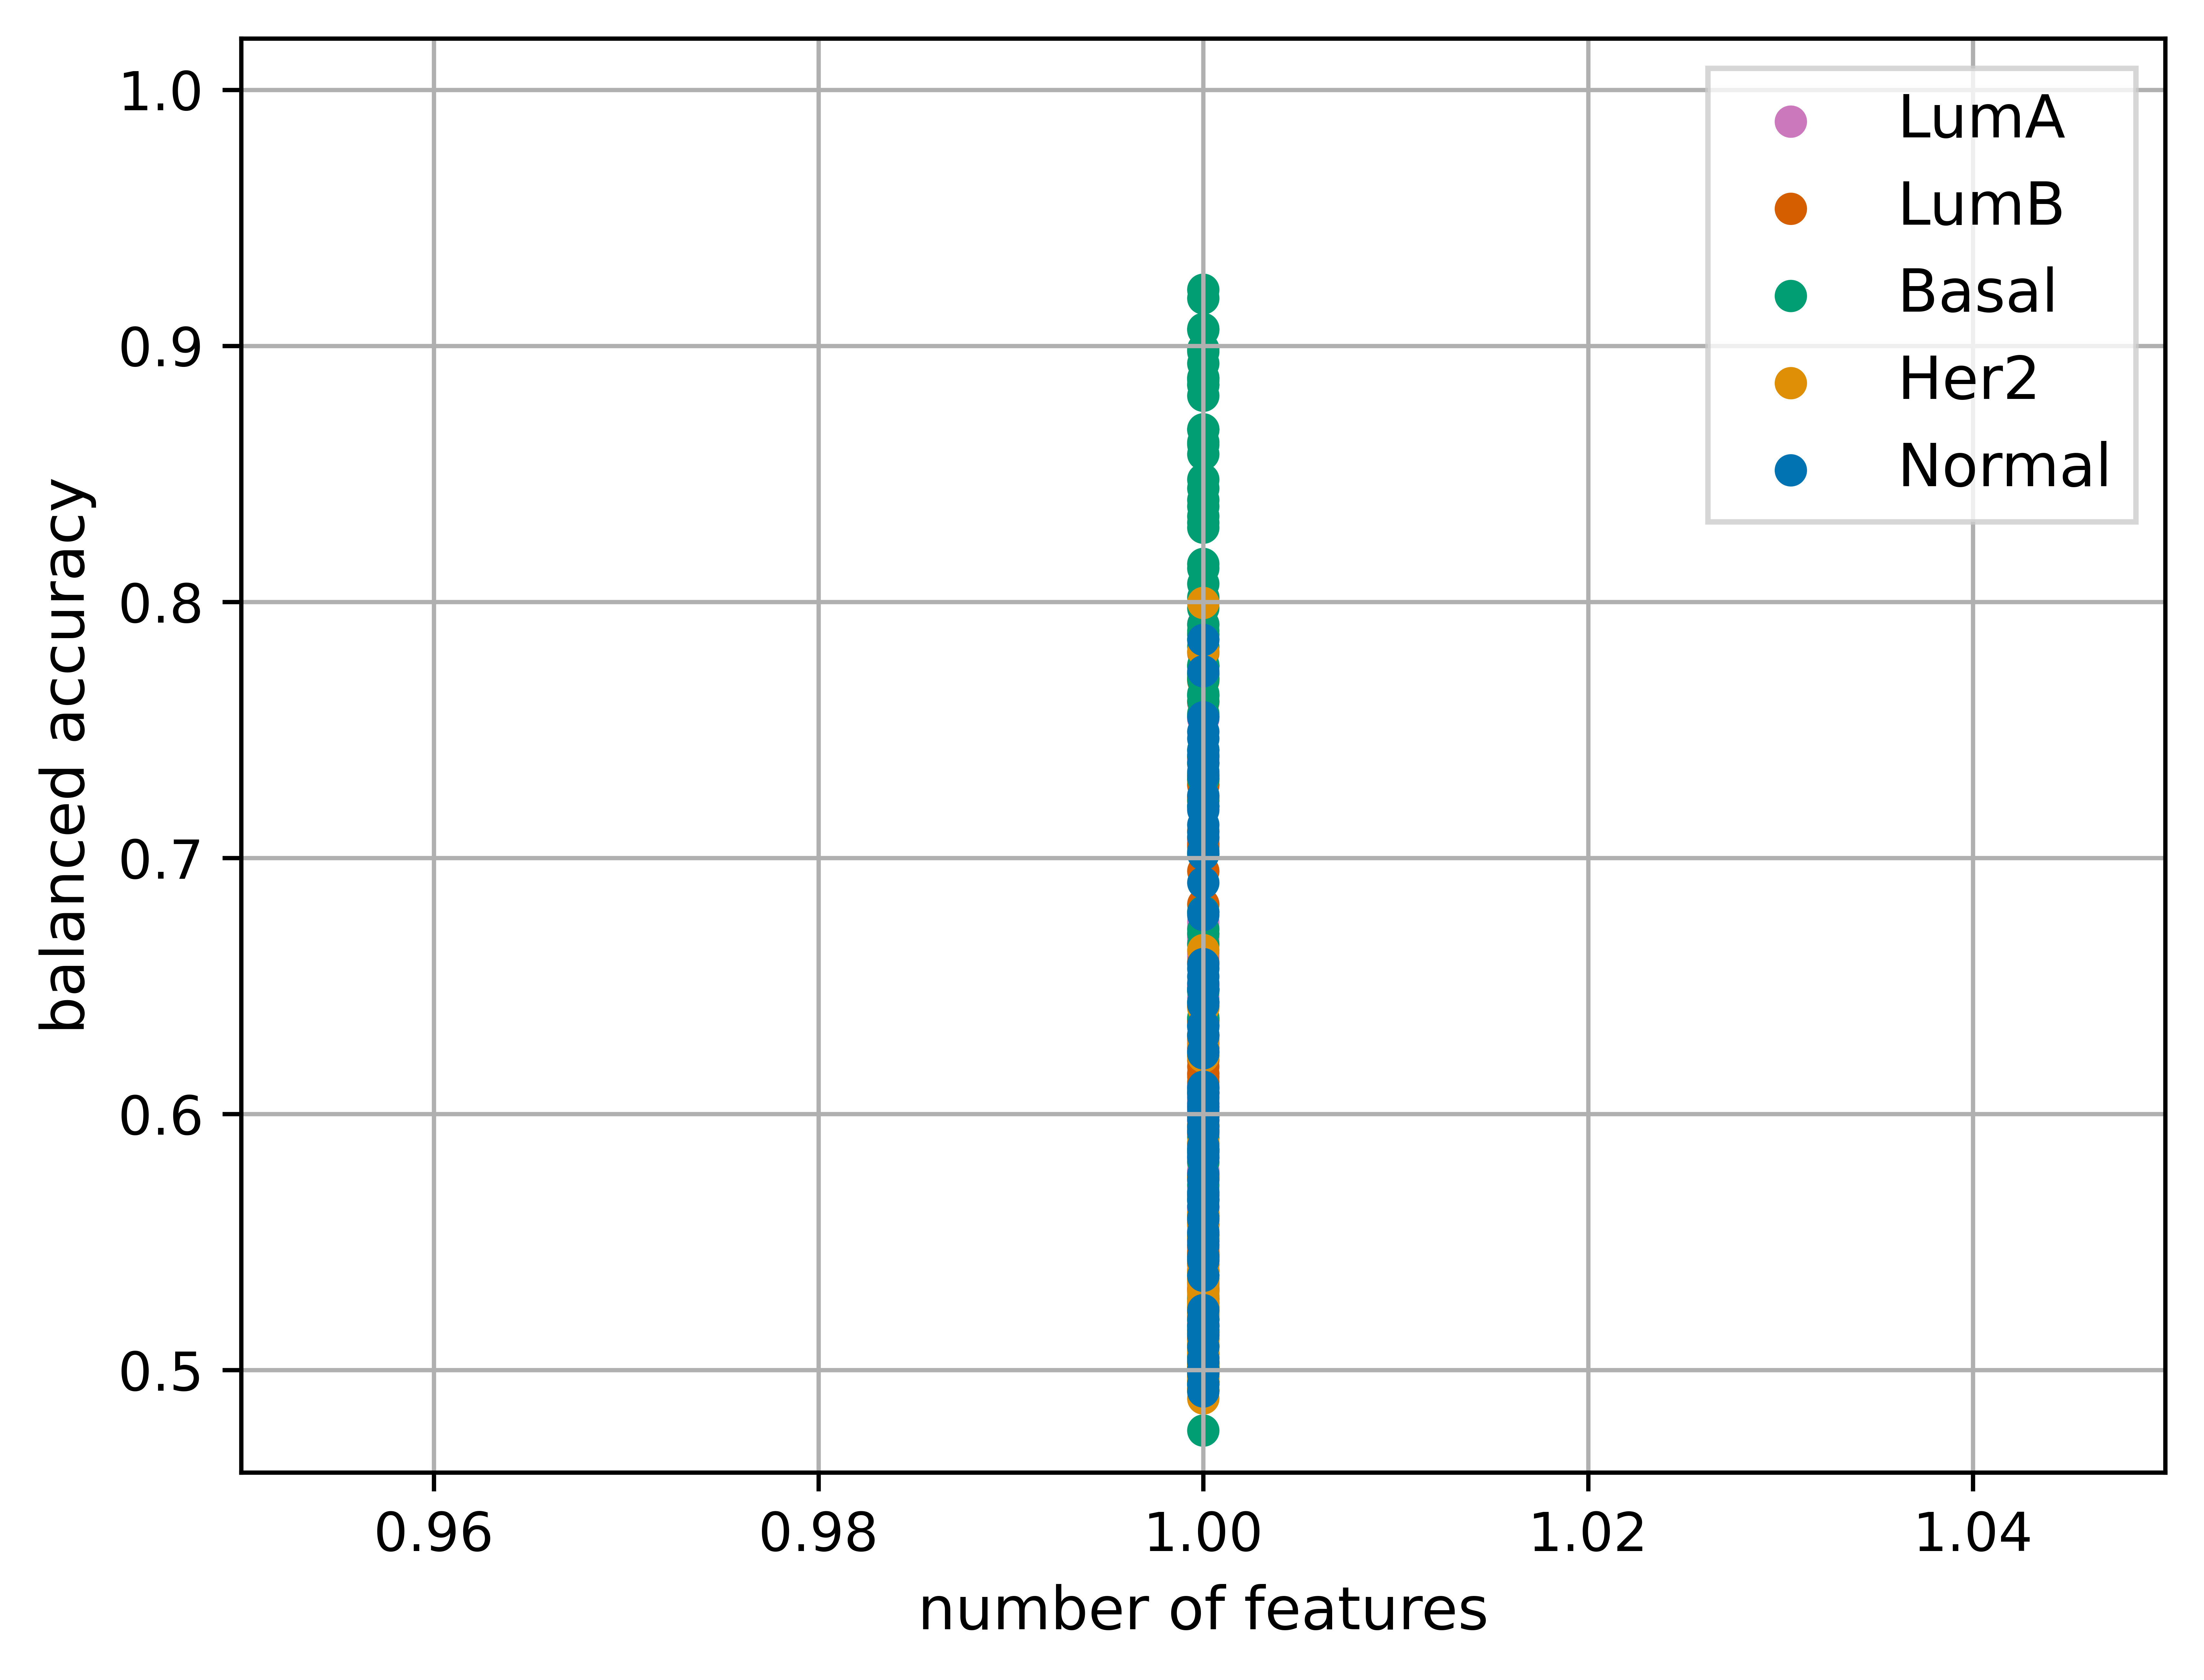 1.0
0.9
0.8
0.7
0.6
0.5
balanced accuracy
LumA
LumB
Basal
Her2
Normal
0.96 0.98 1.00 1.02 1.04
number of features